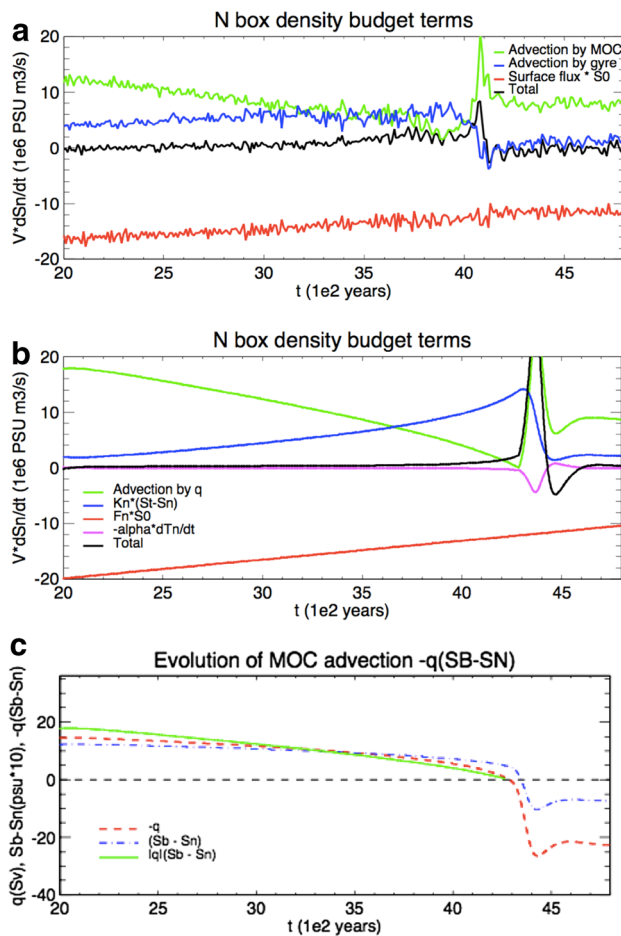 a
N box density budget terms
V*dSn/dt (1e6 PSU m3/s)
20
10
0
-10
-20
Advection by MOC
Advection by gyre
Surface flux* S0
Total
20 25 30 35 40 45
t (1e2 years)
b
N box density budget terms
V*dSn/dt (1e6 PSU m3/s)
20
10
0
-10
-20
Advection by q
Kn*(St-Sn)
Fn*S0
-alpha*dTn/dt
Total
20 25 30 35 40 45
t (1e2 years)
c
Evolution of MOC advection -q(SB-SN)
q(Sv), Sb-Sn(psu*10), -q(Sb-Sn)
20
0
-20
-40
-q
(Sb - Sn)
|q|(Sb - Sn)
20 25 30 35 40 45
t (1e2 years)